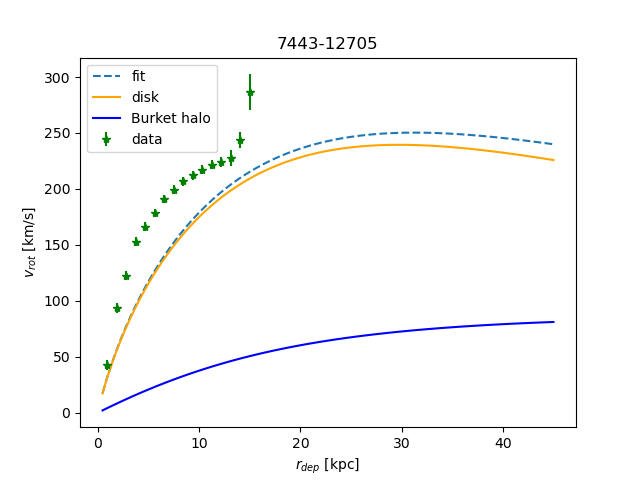 7443-12705
fit
disk
Burket halo
data
300
250
200
150
100
50
0
v_rot [km/s]
0 10 20 30 40
r_dep [kpc]